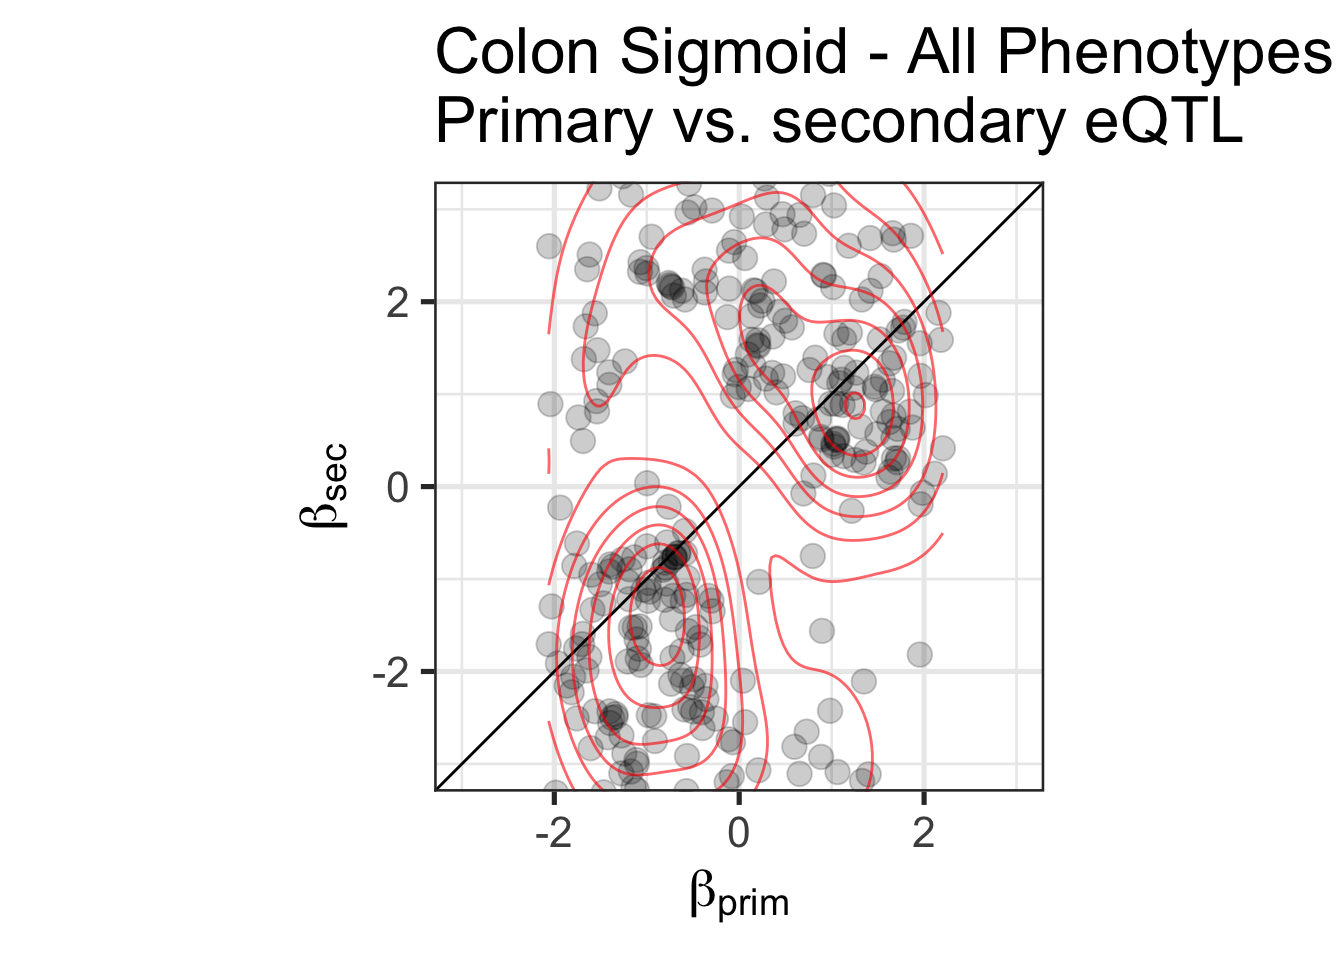 Colon Sigmoid - All Phenotypes
Primary vs. secondary eQTL
βsec
2
0
-2
-2 0 2
βprim